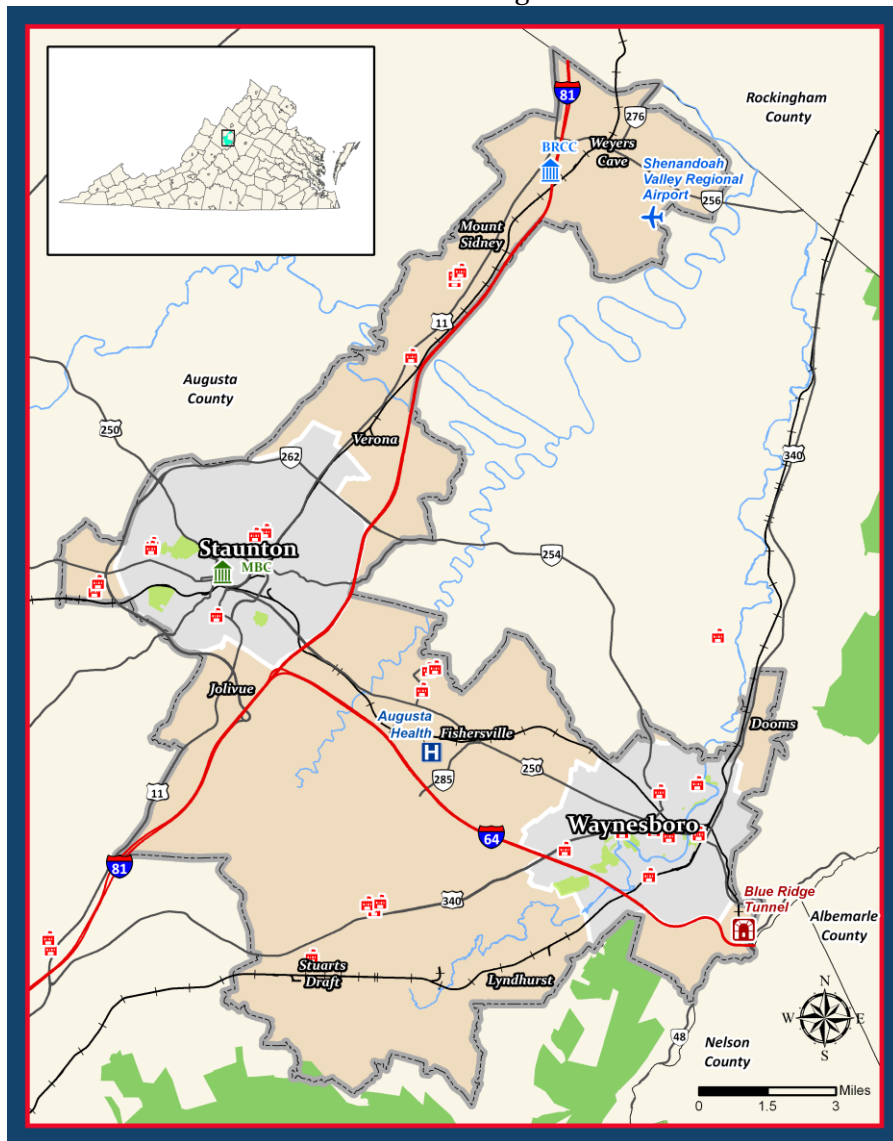 81
276
Rockingham
County
BRCC
Weyers
Cave
Shenandoah
Valley Regional
Airport
256
Mount
Sidney
11
Augusta
County
250
Verona
262
340
Staunton
MBC
254
Jolivue
Augusta
Health
Fishersville
Dooms
285
250
11
64
Waynesboro
81
340
Blue Ridge
Tunnel
Albemarle
County
Stuarts
Draft
Lyndhurst
N
W
E
S
48
Nelson
County
Miles
0
1.5
3